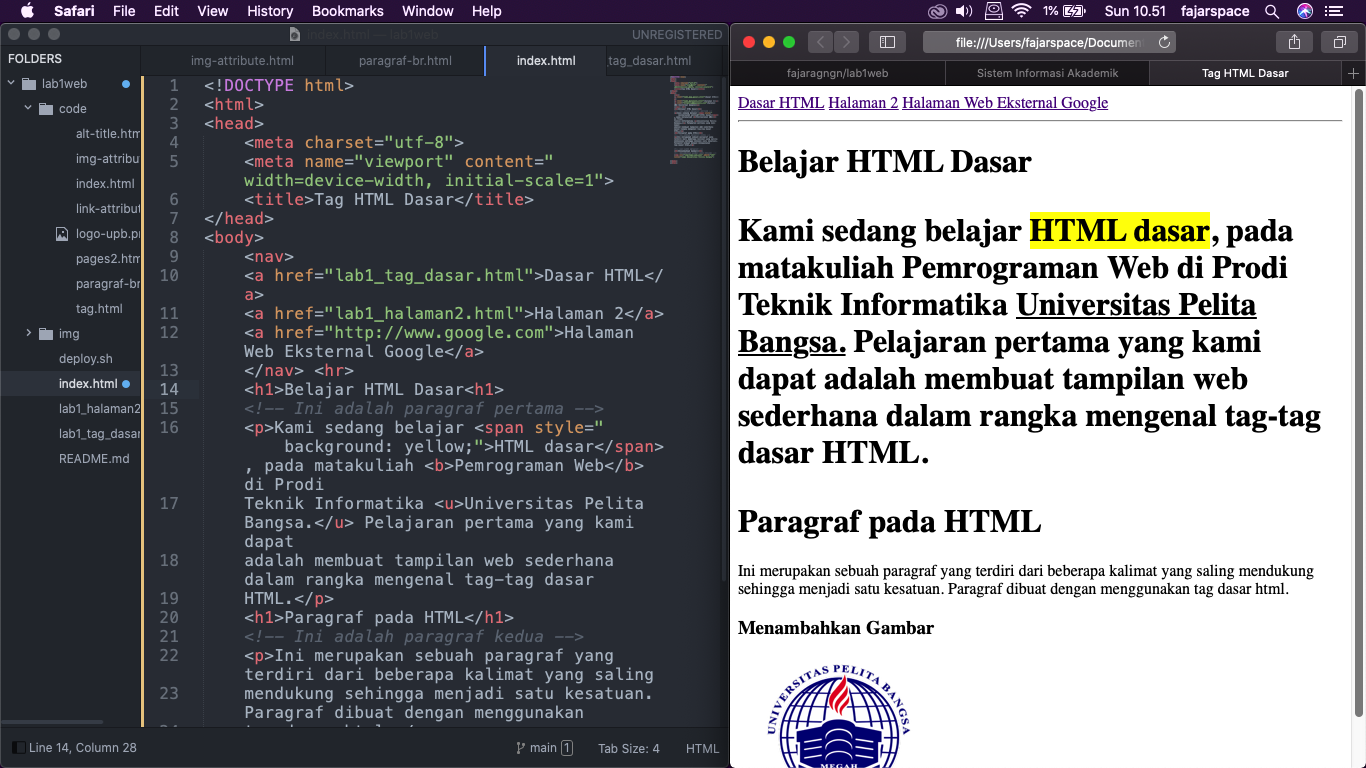 Safari File Edit View History Bookmarks Window Help 1% Sun 10.51 fajarspace
index.html — lab1web UNREGISTERED
FOLDERS
lab1web
code
alt-title.htm
img-attribu
index.html
link-attribut
logo-upb.pr
pages2.htm
paragraf-br
tag.html
img
deploy.sh
index.html
lab1_halaman2
lab1_tag_dasar
README.md
img-attribute.html paragraf-br.html index.html _tag_dasar.html
1 <!DOCTYPE html>
2 <html>
3 <head>
4 <meta charset="utf-8">
5 <meta name="viewport" content="
width=device-width, initial-scale=1">
6 <title>Tag HTML Dasar</title>
7 </head>
8 <body>
9 <nav>
10 <a href="lab1_tag_dasar.html">Dasar HTML</
a>
11 <a href="lab1_halaman2.html">Halaman 2</a>
12 <a href="http://www.google.com">Halaman
Web Eksternal Google</a>
13 </nav> <hr>
14 <h1>Belajar HTML Dasar<h1>
15 <!-- Ini adalah paragraf pertama -->
16 <p>Kami sedang belajar <span style="
background: yellow;">HTML dasar</span>
, pada matakuliah <b>Pemrograman Web</b>
di Prodi
17 Teknik Informatika <u>Universitas Pelita
Bangsa.</u> Pelajaran pertama yang kami
dapat
18 adalah membuat tampilan web sederhana
dalam rangka mengenal tag-tag dasar
19 HTML.</p>
20 <h1>Paragraf pada HTML</h1>
21 <!-- Ini adalah paragraf kedua -->
22 <p>Ini merupakan sebuah paragraf yang
terdiri dari beberapa kalimat yang saling
23 mendukung sehingga menjadi satu kesatuan.
Paragraf dibuat dengan menggunakan
Line 14, Column 28 main 1 Tab Size: 4 HTML
file:///Users/fajarspace/Documen
fajaragngn/lab1web Sistem Informasi Akademik Tag HTML Dasar
Dasar HTML Halaman 2 Halaman Web Eksternal Google
Belajar HTML Dasar
Kami sedang belajar HTML dasar, pada
matakuliah Pemrograman Web di Prodi
Teknik Informatika Universitas Pelita
Bangsa. Pelajaran pertama yang kami
dapat adalah membuat tampilan web
sederhana dalam rangka mengenal tag-tag
dasar HTML.
Paragraf pada HTML
Ini merupakan sebuah paragraf yang terdiri dari beberapa kalimat yang saling mendukung
sehingga menjadi satu kesatuan. Paragraf dibuat dengan menggunakan tag dasar html.
Menambahkan Gambar
UNIVERSITAS PELITA BANGSA
MEGAH